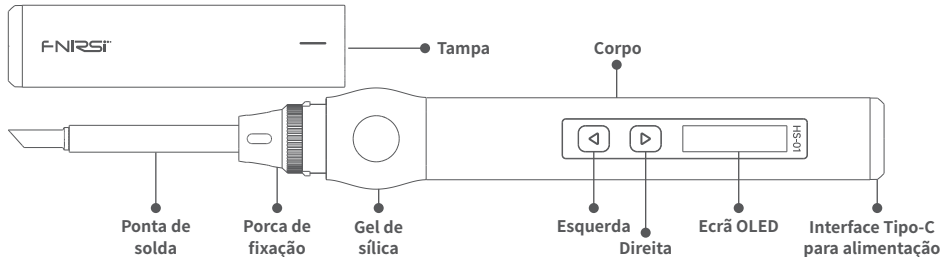 FNIRSI
Tampa
Corpo
HS-01
Ponta de
solda
Porca de
fixação
Gel de
sílica
Esquerda
Direita
Ecrã OLED
Interface Tipo-C
para alimentação